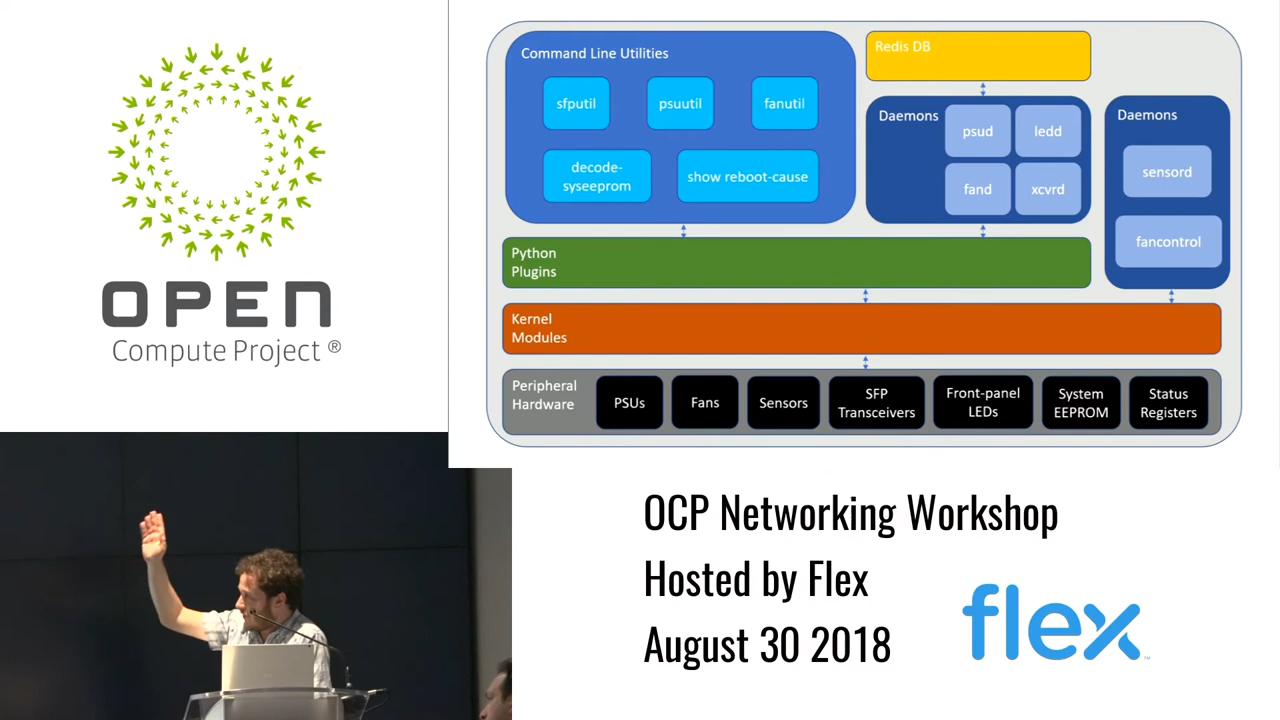 OPEN
Compute Project ®
Command Line Utilities
sfputil
psuutil
fanutil
decode-
syseeprom
show reboot-cause
Redis DB
Daemons
psud
ledd
fand
xcvrd
Daemons
sensord
fancontrol
Python
Plugins
Kernel
Modules
Peripheral
Hardware
PSUs
Fans
Sensors
SFP
Transceivers
Front-panel
LEDs
System
EEPROM
Status
Registers
OCP Networking Workshop
Hosted by Flex
August 30 2018
flex